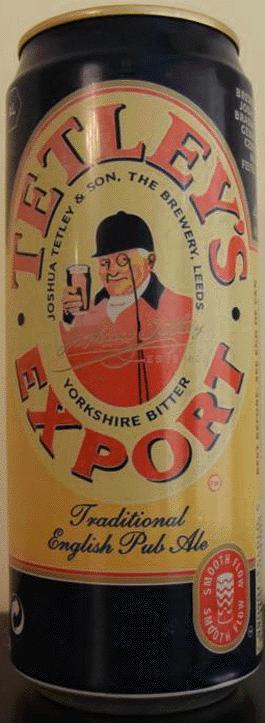 TETLEY'S
JOSHUA TETLEY & SON, THE BREWERY, LEEDS
YORKSHIRE BITTER
EXPORT
Traditional
English Pub Ale
SMOOTH FLOW
SMOOTH FLOW